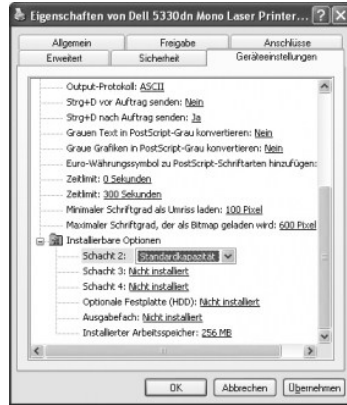 Eigenschaften von Dell 5330dn Mono Laser Printer...
Allgemein Freigabe Anschlüsse
Erweitert Sicherheit Geräteeinstellungen
Output-Protokoll: ASCII
Strg+D vor Auftrag senden: Nein
Strg+D nach Auftrag senden: Ja
Grauen Text in PostScript-Grau konvertieren: Nein
Graue Grafiken in PostScript-Grau konvertieren: Nein
Euro-Währungssymbol zu PostScript-Schriftarten hinzufügen:
Zeitlimit: 0 Sekunden
Zeitlimit: 300 Sekunden
Minimaler Schriftgrad als Umriss laden: 100 Pixel
Maximaler Schriftgrad, der als Bitmap geladen wird: 600 Pixel
Installierbare Optionen
Schacht 2: Standardkapazität
Schacht 3: Nicht installiert
Schacht 4: Nicht installiert
Optionale Festplatte (HDD): Nicht installiert
Ausgabefach: Nicht installiert
Installierter Arbeitsspeicher: 256 MB
OK Abbrechen Übernehmen